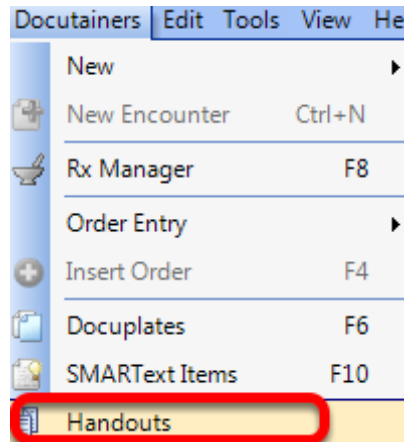 Docutainers Edit Tools View He
New
New Encounter Ctrl+N
Rx Manager F8
Order Entry
Insert Order F4
Docuplates F6
SMARText Items F10
Handouts